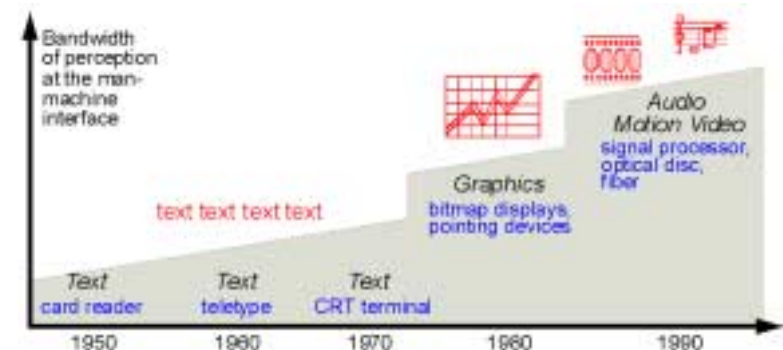 Bandwidth
of perception
at the man-
machine
interface
text text text text
Text
card reader
Text
teletype
Text
CRT terminal
Graphics
bitmap displays,
pointing devices
Audio
Motion Video
signal processor,
optical disc,
fiber
1950
1960
1970
1980
1990